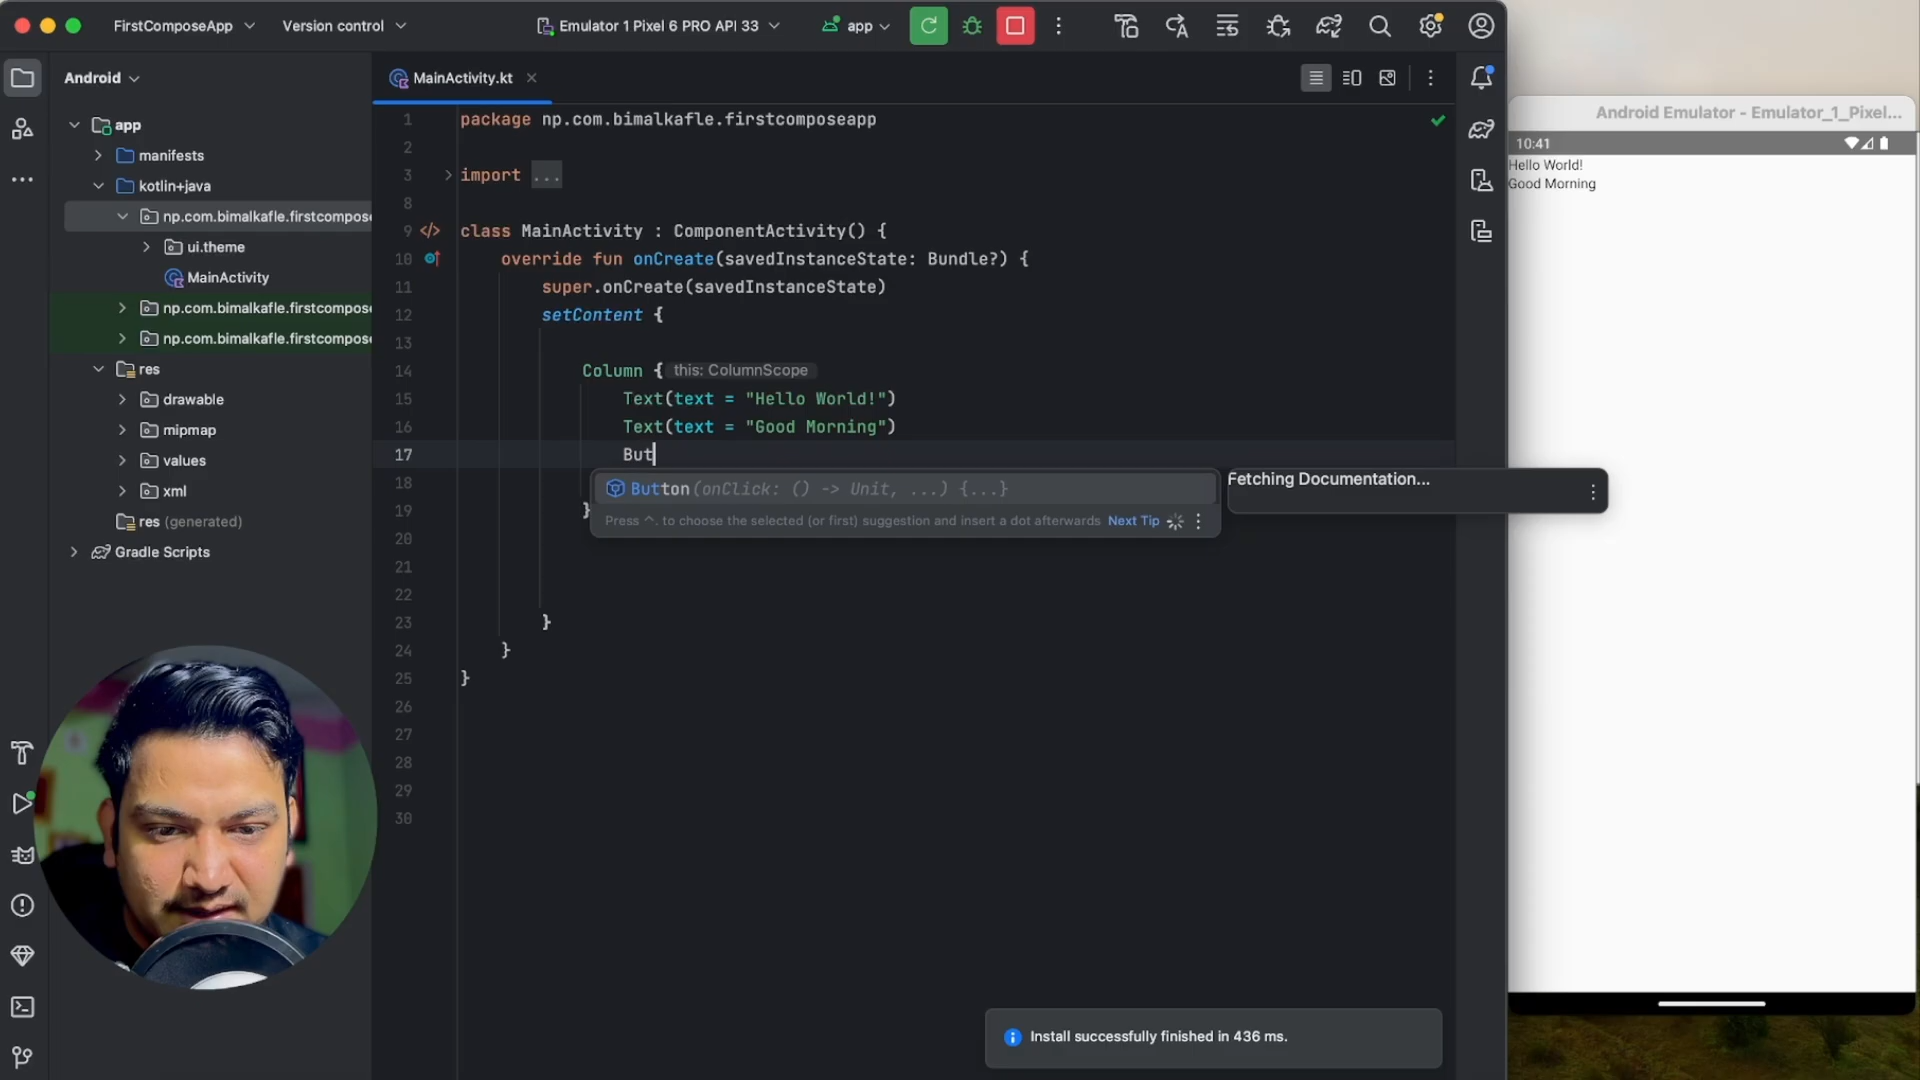 FirstComposeApp
Version control
Emulator 1 Pixel 6 PRO API 33
app
Android
MainActivity.kt
app
manifests
kotlin+java
np.com.bimalkafle.firstcompose
ui.theme
MainActivity
np.com.bimalkafle.firstcompose
np.com.bimalkafle.firstcompose
res
drawable
mipmap
values
xml
res (generated)
Gradle Scripts
1 package np.com.bimalkafle.firstcomposeapp
2
3 import ...
8
9 class MainActivity : ComponentActivity() {
10 override fun onCreate(savedInstanceState: Bundle?) {
11 super.onCreate(savedInstanceState)
12 setContent {
13
14 Column { this: ColumnScope
15 Text(text = "Hello World!")
16 Text(text = "Good Morning")
17 But
18
19 }
20
21
22
23 }
24 }
25 }
26
27
28
29
30
Button(onClick: () -> Unit, ...) {...}
Press ^. to choose the selected (or first) suggestion and insert a dot afterwards Next Tip
Fetching Documentation...
Install successfully finished in 436 ms.
Android Emulator - Emulator_1_Pixel...
10:41
Hello World!
Good Morning